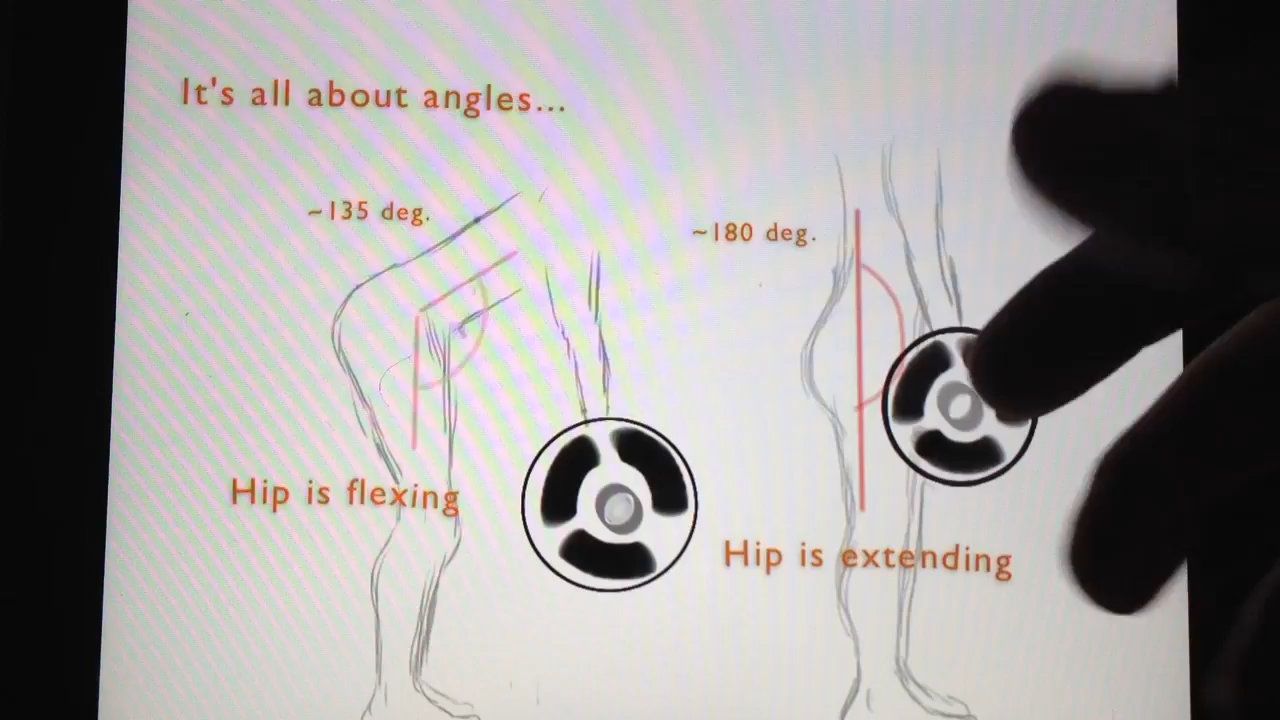 It's all about angles...
~135 deg.
~180 deg.
Hip is flexing
Hip is extending